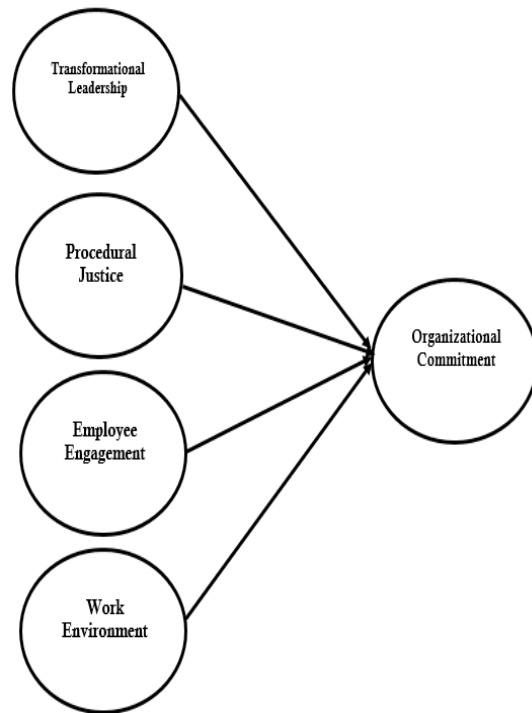 Transformational
Leadership
Procedural
Justice
Organizational
Commitment
Employee
Engagement
Work
Environment